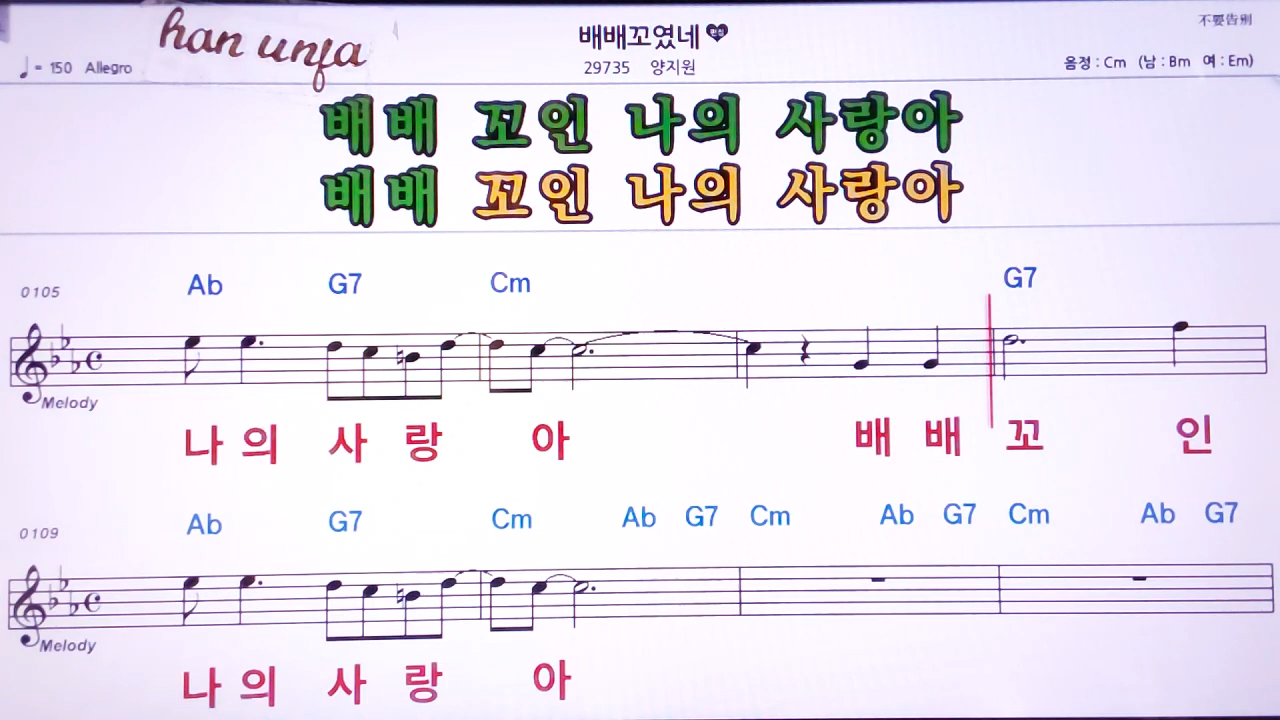 han unfa
배배꼬였네
不要告別
♩= 150 Allegro
29735 양지원
음정 : Cm (남 : Bm 여 : Em)
배배 꼬인 나의 사랑아
배배 꼬인 나의 사랑아
0105 Ab G7 Cm G7
Melody
나 의 사 랑 아 배 배 꼬 인
0109 Ab G7 Cm Ab G7 Cm Ab G7 Cm Ab G7
Melody
나 의 사 랑 아